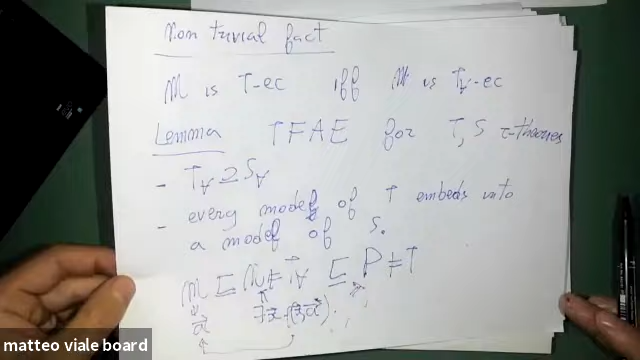 Non trivial fact
M is T-ec iff M is T∀-ec
Lemma TFAE for T, S τ-theories
- T∀ ⊇ S∀
- every model of T embeds into
a model of S.
M ⊑ N ⊨ T∀ ⊑ P ⊨ T
matteo viale board